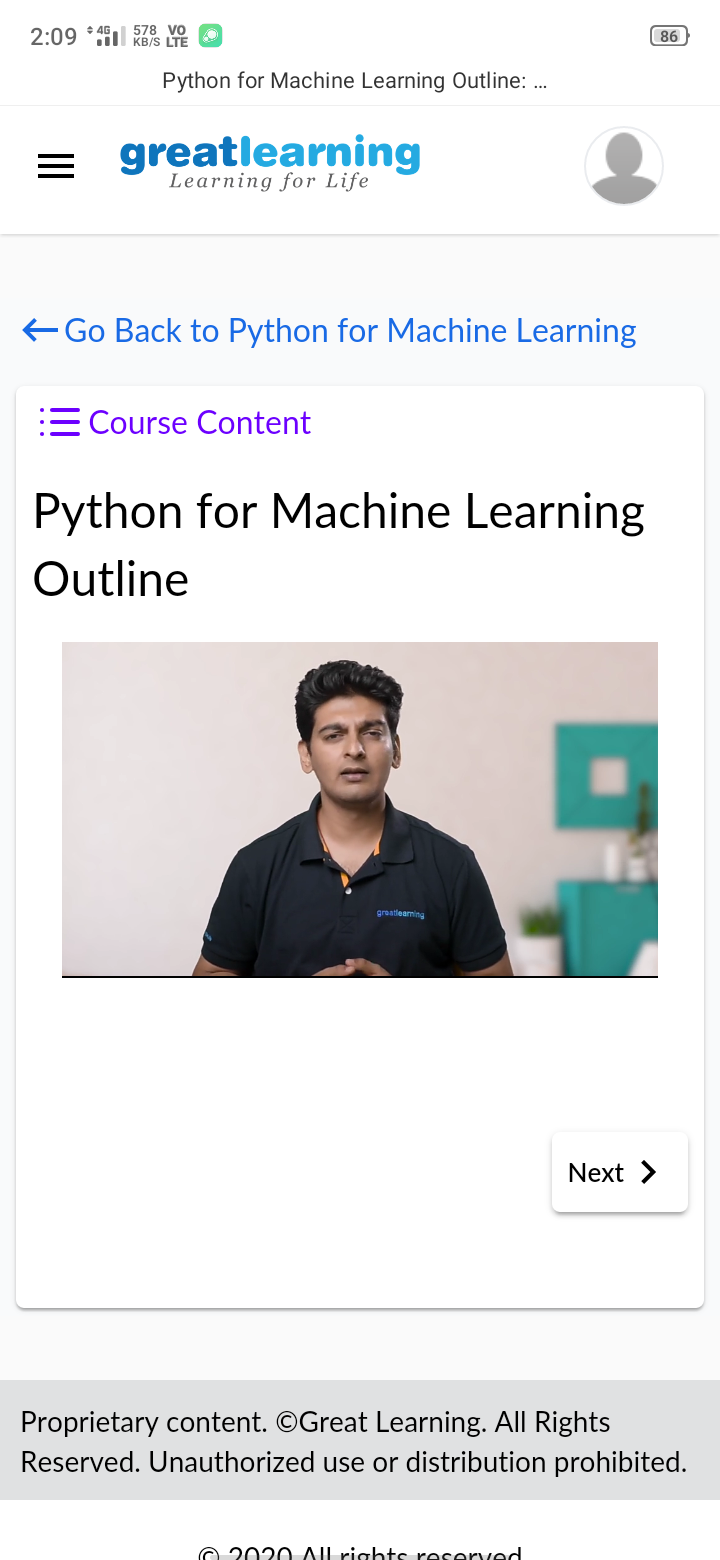 2:09 4G 578 KB/S VO LTE 86
Python for Machine Learning Outline: ...
greatlearning
Learning for Life
Go Back to Python for Machine Learning
Course Content
Python for Machine Learning
Outline
greatlearning
Next
Proprietary content. ©Great Learning. All Rights
Reserved. Unauthorized use or distribution prohibited.
© 2020 All rights reserved